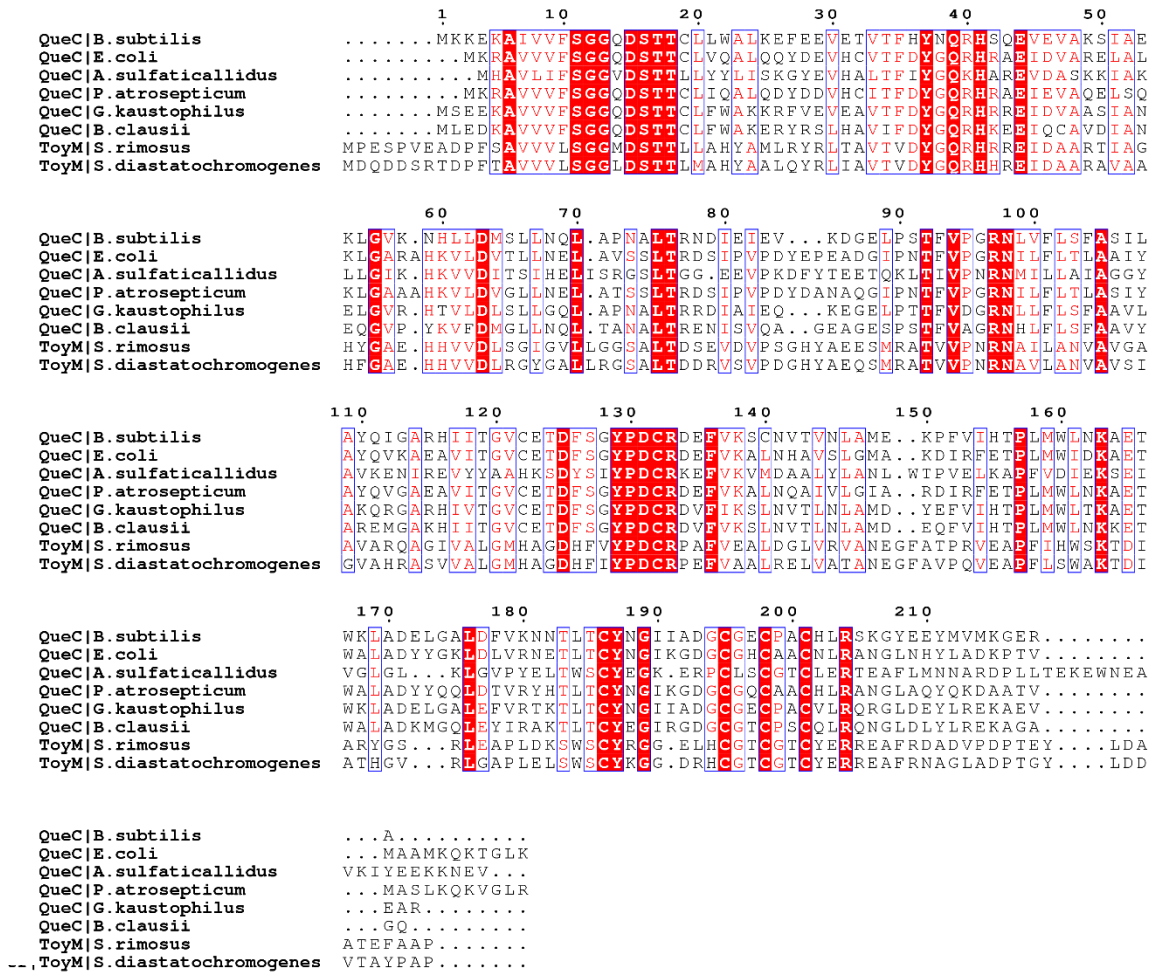 1 10 20 30 40 50
QueC|B.subtilis .......MKKEKAIVVFSGGQDSTTCLLWALKEFEEVETVTFHYNQRHSQEVEVAKSIAE
QueC|E.coli .........MKRAVVVFSGGQDSTTCLVQALQQYDEVHCVTFDYGQRHRAEIDVARELAL
QueC|A.sulfaticallidus .........MHAVLIFSGGVDSTTLLYYLISKGYEVHALTFIYGQKHAREVDASKKIAK
QueC|P.atrosepticum .........MKRAVVVFSGGQDSTTCLIQALQDYDDVHCITFDYGQRHRAEIEVAQELSQ
QueC|G.kaustophilus .......MSEEKAVVVFSGGQDSTTCLFWAKKRFVEVEAVTFDYGQRHRLEIEVAASIAN
QueC|B.clausii .......MLEDKAVVVFSGGQDSTTCLFWAKERYRSLHAVIFDYGQRHKEEIQCAVDIAN
ToyM|S.rimosus MPESPVEADPFSAVVVLSGGMDSTTLLAHYAMLRYRLTAVTVDYGQRHRREIDAARTIAG
ToyM|S.diastatochromogenes MDQDDSRTDPFTAVVVLSGGLDSTTLMAHYAALQYRLIAVTVDYGQRHHREIDAARAVAA
60 70 80 90 100
QueC|B.subtilis KLGVK.NHLLDMSLLNQL.APNALTRNDIEIEV...KDGELPSTFVPGRNLVFLSFASIL
QueC|E.coli KLGARAHKVLDVTLLNEL.AVSSLTRDSIPVPDYEPEADGIPNTFVPGRNILFLTLAAIY
QueC|A.sulfaticallidus LLGIK.HKVVDITSIHELISRGSLTGG.EEVPKDFYTEETQKLTIVPNRNMILLAIAGGY
QueC|P.atrosepticum KLGAAAHKVLDVGLLNEL.ATSSLTRDSIPVPDYDANAQGIPNTFVPGRNILFLTLASIY
QueC|G.kaustophilus ELGVR.HTVLDLSLLGQL.APNALTRRDIAIEQ...KEGELPTTFVDGRNLLFLSFAAVL
QueC|B.clausii EQGVP.YKVFDMGLLNQL.TANALTRENISVQA..GEAGESPSTFVAGRNHLFLSFAAVY
ToyM|S.rimosus HYGAE.HHVVDLSGIGVLLGGSALTDSEVDVPSGHYAEESMRATVVPNRNAILANVAVGA
ToyM|S.diastatochromogenes HFGAE.HHVVDLRGYGALLRGSALTDDRVSVPDGHYAEQSMRATVVPNRNAVLANVAVSI
110 120 130 140 150 160
QueC|B.subtilis AYQIGARHIITGVCETDFSGYPDCRDEFVKSCNVTVNLAME..KPFVIHTPLMWLNKAET
QueC|E.coli AYQVKAEAVITGVCETDFSGYPDCRDEFVKALNHAVSLGMA..KDIRFETPLMWIDKAET
QueC|A.sulfaticallidus AVKENIREVYYAAHKSDYSIYPDCRKEFVKVMDAALYLANL.WTPVELKAPFVDIEKSEI
QueC|P.atrosepticum AYQVGAEAVITGVCETDFSGYPDCRDEFVKALNQAIVLGIA..RDIRFETPLMWLNKAET
QueC|G.kaustophilus AKQRGARHIVTGVCETDFSGYPDCRDVFIKSLNVTLNLAMD..YEFVIHTPLMWLTKAET
QueC|B.clausii AREMGAKHIITGVCETDFSGYPDCRDVFVKSLNVTLNLAMD..EQFVIHTPLMWLNKKET
ToyM|S.rimosus AVARQAGIVALGMHAGDHFVYPDCRPAFVEALDGLVRVANEGFATPRVEAPFIHWSKTDI
ToyM|S.diastatochromogenes GVAHRASVVALGMHAGDHFIYPDCRPEFVAALRELVATANEGFAVPQVEAPFLSWAKTDI
170 180 190 200 210
QueC|B.subtilis WKLADELGALDFVKNNTLTCYNGIIADGCGECPACHLRSKGYEEYMVMKGER........
QueC|E.coli WALADYYGKLDLVRNETLTCYNGIKGDGCGHCAACNLRANGLNHYLADKPTV........
QueC|A.sulfaticallidus VGLGL...KLGVPYELTWTCYEGK.ERPCLSCGTCLERTEAFLMNNARDPLLTEKEWNEA
QueC|P.atrosepticum WALADYYQQLDTVRYHTLTCYNGIKGDGCGQCAACHLRANGLAQYQKDAATV........
QueC|G.kaustophilus WKLADELGALEFVRTKTLTCYNGIIADGCGECPACVLRQRGLDEYLREKAEV........
QueC|B.clausii WALADKMGQLEYIRAKTLTCYEGIRGDGCGTCPSCQLRQNGLDLYLREKAGA........
ToyM|S.rimosus ARYGS...RLEAPLDKSWSCYRGG.ELHCGTCGTCYERREAFRDADVPDPTEY....LDA
ToyM|S.diastatochromogenes ATHGV...RLGAPLELSWSCYKGG.DRHCGTCGTCYERREAFRNAGLADPTGY....LDD
QueC|B.subtilis ...A..........
QueC|E.coli ...MAAMKQKTGLK
QueC|A.sulfaticallidus VKIYEEKKNEV...
QueC|P.atrosepticum ...MASLKQKVGLR
QueC|G.kaustophilus ...EAR........
QueC|B.clausii ...GQ.........
ToyM|S.rimosus ATEFAAP.......
ToyM|S.diastatochromogenes VTAYPAP.......